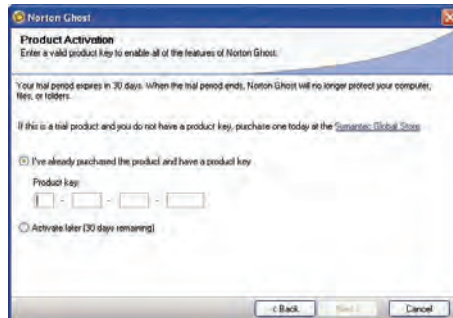 Norton Ghost
Product Activation
Enter a valid product key to enable all of the features of Norton Ghost.
Your trial period expires in 30 days. When the trial period ends, Norton Ghost will no longer protect your computer,
files, or folders.
If this is a trial product and you do not have a product key, purchase one today at the Symantec Global Store
I've already purchased the product and have a product key
Product key:
- - -
Activate later (30 days remaining)
< Back Next > Cancel